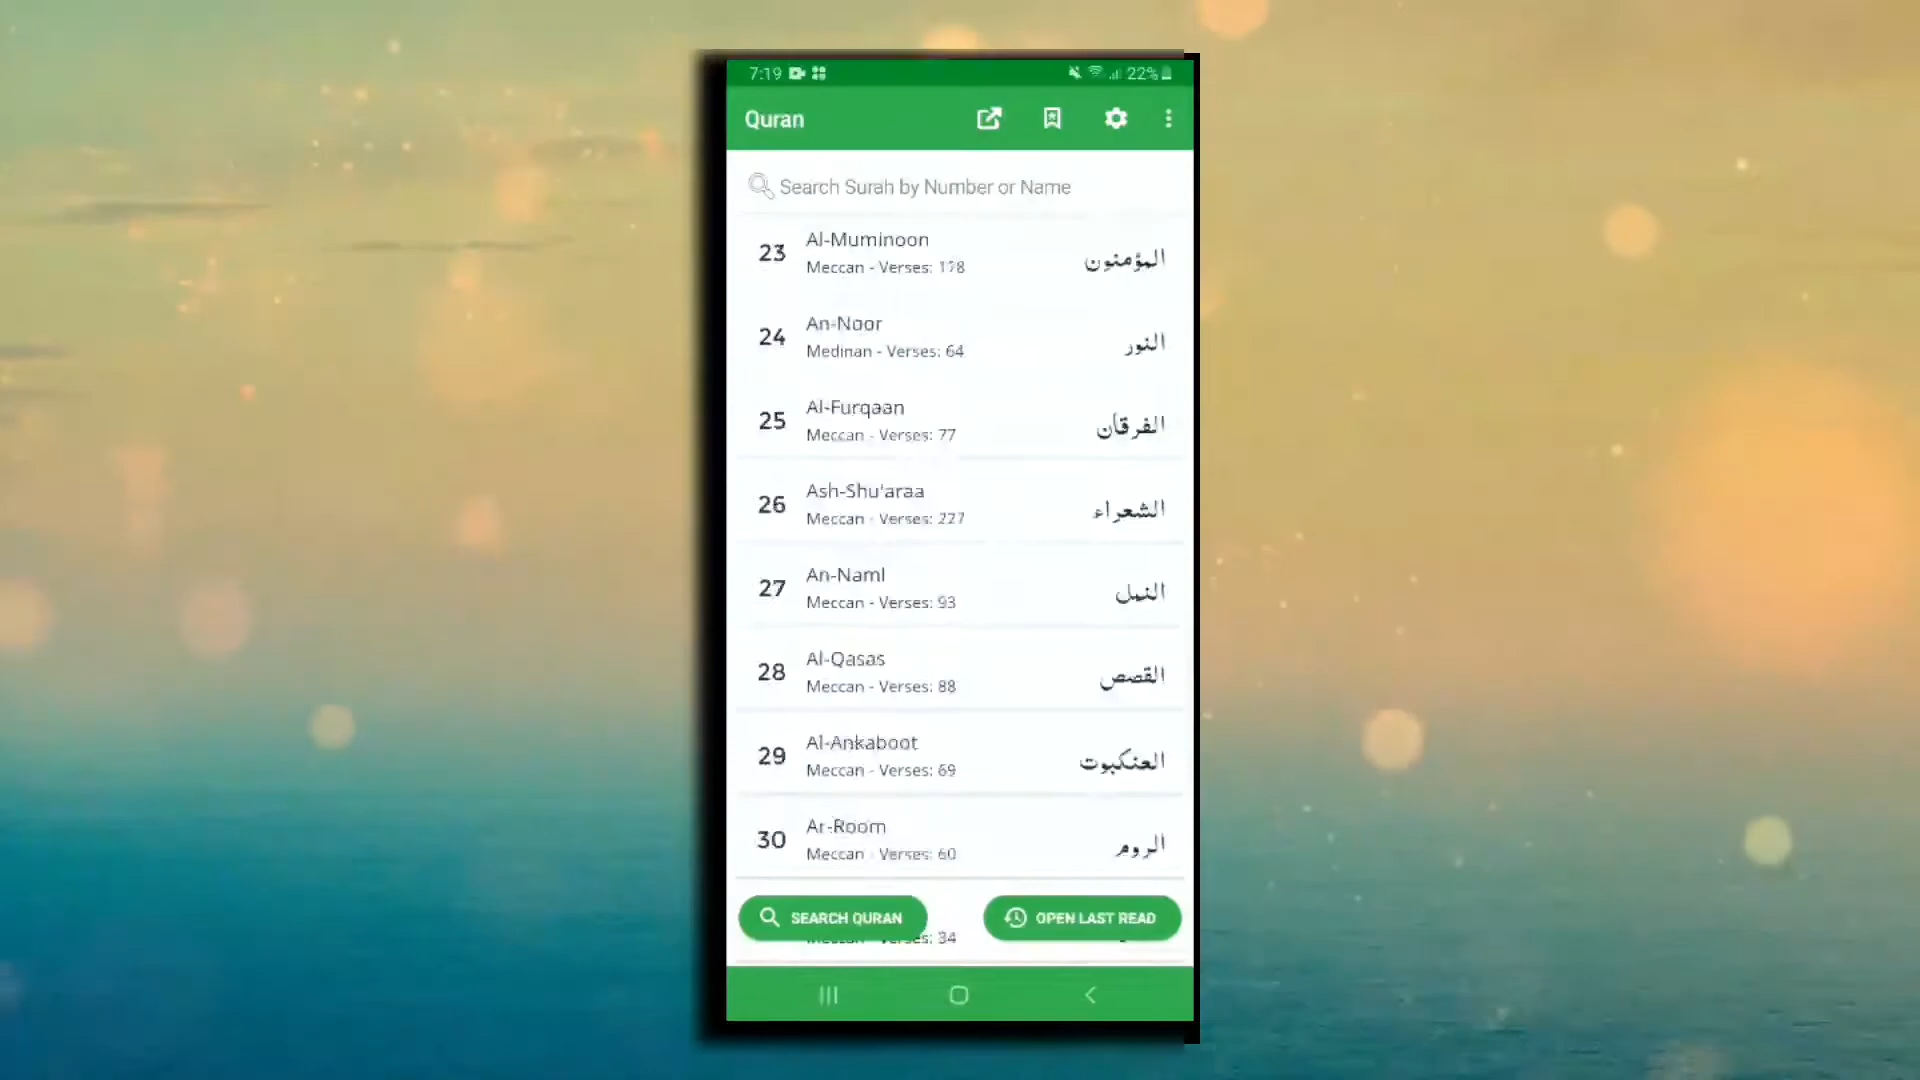 7:19 22%
Quran
Search Surah by Number or Name
23 Al-Muminoon المؤمنون
Meccan - Verses: 118
24 An-Noor النور
Medinan - Verses: 64
25 Al-Furqaan الفرقان
Meccan - Verses: 77
26 Ash-Shu'araa الشعراء
Meccan - Verses: 227
27 An-Naml النمل
Meccan - Verses: 93
28 Al-Qasas القصص
Meccan - Verses: 88
29 Al-Ankaboot العنكبوت
Meccan - Verses: 69
30 Ar-Room الروم
Meccan - Verses: 60
SEARCH QURAN OPEN LAST READ
Verses: 34